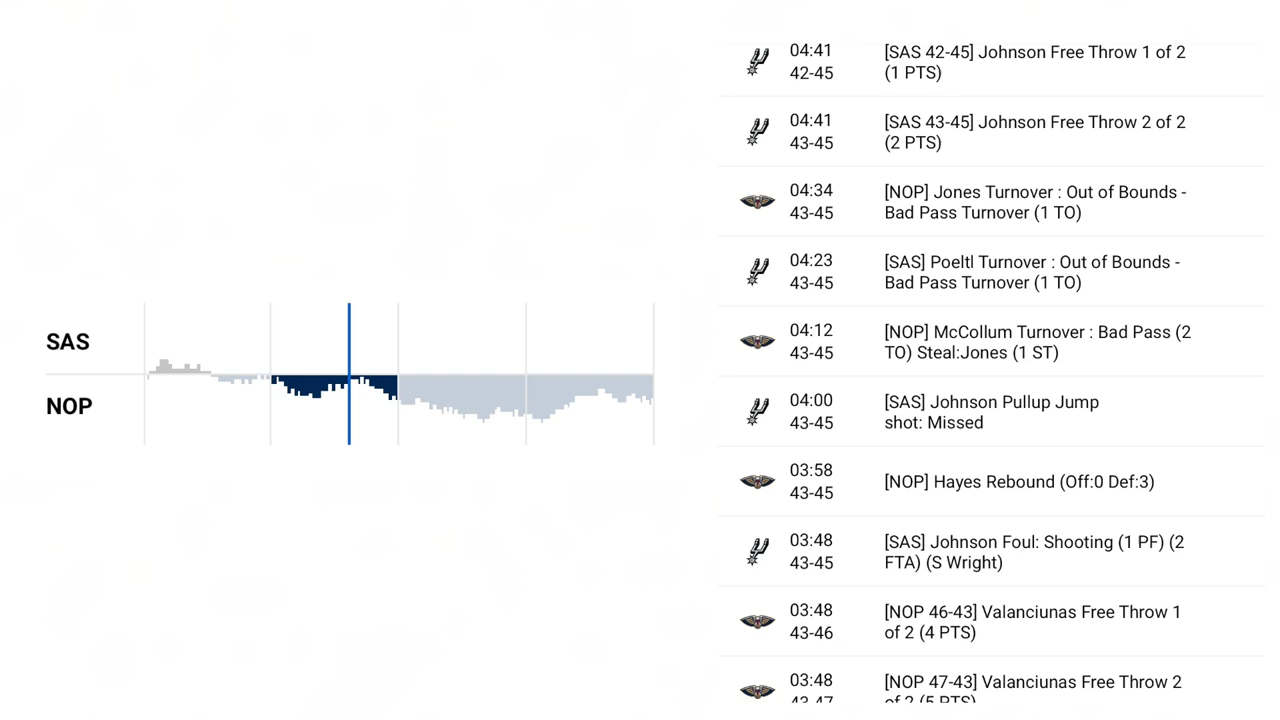 SAS
NOP
04:41
42-45
[SAS 42-45] Johnson Free Throw 1 of 2
(1 PTS)
04:41
43-45
[SAS 43-45] Johnson Free Throw 2 of 2
(2 PTS)
04:34
43-45
[NOP] Jones Turnover : Out of Bounds -
Bad Pass Turnover (1 TO)
04:23
43-45
[SAS] Poeltl Turnover : Out of Bounds -
Bad Pass Turnover (1 TO)
04:12
43-45
[NOP] McCollum Turnover : Bad Pass (2
TO) Steal:Jones (1 ST)
04:00
43-45
[SAS] Johnson Pullup Jump
shot: Missed
03:58
43-45
[NOP] Hayes Rebound (Off:0 Def:3)
03:48
43-45
[SAS] Johnson Foul: Shooting (1 PF) (2
FTA) (S Wright)
03:48
43-46
[NOP 46-43] Valanciunas Free Throw 1
of 2 (4 PTS)
03:48
43-47
[NOP 47-43] Valanciunas Free Throw 2
of 2 (5 PTS)